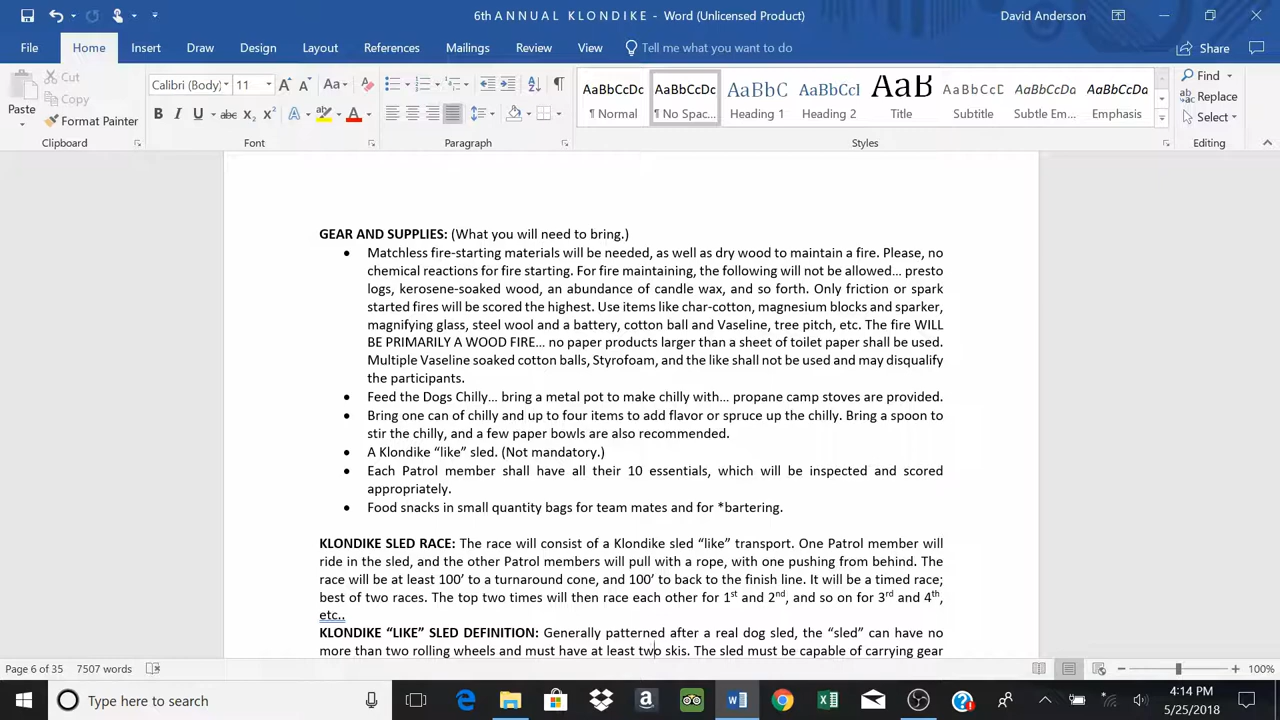 6th A N N U A L  K L O N D I K E - Word (Unlicensed Product)
David Anderson
File Home Insert Draw Design Layout References Mailings Review View Tell me what you want to do Share
Paste
Cut
Copy
Format Painter
Calibri (Body) 11
B I U abc x₂ x² A
AaBbCcDc AaBbCcDc AaBbC AaBbCcI AaB AaBbCcD AaBbCcDa AaBbCcDa
¶ Normal ¶ No Spac... Heading 1 Heading 2 Title Subtitle Subtle Em... Emphasis
Find
Replace
Select
Clipboard Font Paragraph Styles Editing
GEAR AND SUPPLIES: (What you will need to bring.)
• Matchless fire-starting materials will be needed, as well as dry wood to maintain a fire. Please, no
chemical reactions for fire starting. For fire maintaining, the following will not be allowed… presto
logs, kerosene-soaked wood, an abundance of candle wax, and so forth. Only friction or spark
started fires will be scored the highest. Use items like char-cotton, magnesium blocks and sparker,
magnifying glass, steel wool and a battery, cotton ball and Vaseline, tree pitch, etc. The fire WILL
BE PRIMARILY A WOOD FIRE… no paper products larger than a sheet of toilet paper shall be used.
Multiple Vaseline soaked cotton balls, Styrofoam, and the like shall not be used and may disqualify
the participants.
• Feed the Dogs Chilly… bring a metal pot to make chilly with… propane camp stoves are provided.
• Bring one can of chilly and up to four items to add flavor or spruce up the chilly. Bring a spoon to
stir the chilly, and a few paper bowls are also recommended.
• A Klondike “like” sled. (Not mandatory.)
• Each Patrol member shall have all their 10 essentials, which will be inspected and scored
appropriately.
• Food snacks in small quantity bags for team mates and for *bartering.
KLONDIKE SLED RACE: The race will consist of a Klondike sled “like” transport. One Patrol member will
ride in the sled, and the other Patrol members will pull with a rope, with one pushing from behind. The
race will be at least 100’ to a turnaround cone, and 100’ to back to the finish line. It will be a timed race;
best of two races. The top two times will then race each other for 1st and 2nd, and so on for 3rd and 4th,
etc..
KLONDIKE “LIKE” SLED DEFINITION: Generally patterned after a real dog sled, the “sled” can have no
more than two rolling wheels and must have at least two skis. The sled must be capable of carrying gear
Page 6 of 35 7507 words
100%
Type here to search
4:14 PM
5/25/2018